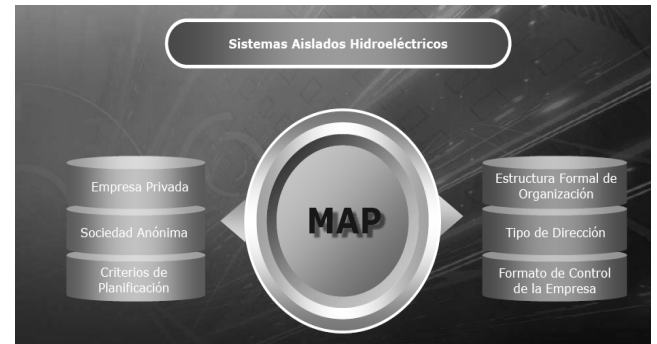 Sistemas Aislados Hidroeléctricos
Empresa Privada
Sociedad Anónima
Criterios de
Planificación
MAP
Estructura Formal de
Organización
Tipo de Dirección
Formato de Control
de la Empresa